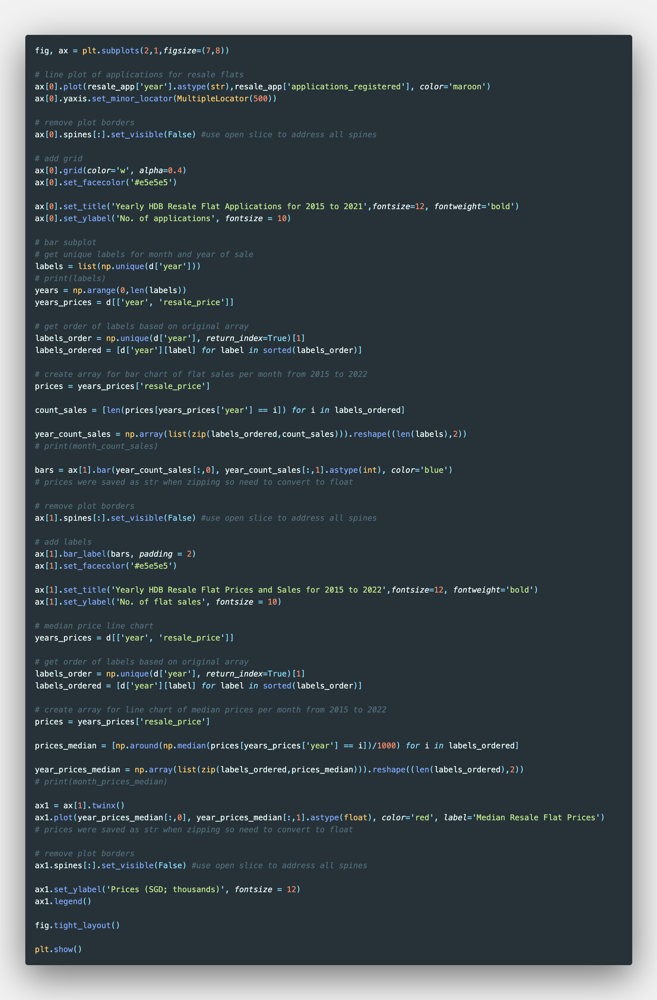 fig, ax = plt.subplots(2,1,figsize=(7,8))

# line plot of applications for resale flats
ax[0].plot(resale_app['year'].astype(str),resale_app['applications_registered'], color='maroon')
ax[0].yaxis.set_minor_locator(MultipleLocator(500))

# remove plot borders
ax[0].spines[:].set_visible(False) #use open slice to address all spines

# add grid
ax[0].grid(color='w', alpha=0.4)
ax[0].set_facecolor('#e5e5e5')

ax[0].set_title('Yearly HDB Resale Flat Applications for 2015 to 2021',fontsize=12, fontweight='bold')
ax[0].set_ylabel('No. of applications', fontsize = 10)

# bar subplot
# get unique labels for month and year of sale
labels = list(np.unique(d['year']))
# print(labels)
years = np.arange(0,len(labels))
years_prices = d[['year', 'resale_price']]

# get order of labels based on original array
labels_order = np.unique(d['year'], return_index=True)[1]
labels_ordered = [d['year'][label] for label in sorted(labels_order)]

# create array for bar chart of flat sales per month from 2015 to 2022
prices = years_prices['resale_price']

count_sales = [len(prices[years_prices['year'] == i]) for i in labels_ordered]

year_count_sales = np.array(list(zip(labels_ordered,count_sales))).reshape((len(labels),2))
# print(month_count_sales)

bars = ax[1].bar(year_count_sales[:,0], year_count_sales[:,1].astype(int), color='blue')
# prices were saved as str when zipping so need to convert to float

# remove plot borders
ax[1].spines[:].set_visible(False) #use open slice to address all spines

# add labels
ax[1].bar_label(bars, padding = 2)
ax[1].set_facecolor('#e5e5e5')

ax[1].set_title('Yearly HDB Resale Flat Prices and Sales for 2015 to 2022',fontsize=12, fontweight='bold')
ax[1].set_ylabel('No. of flat sales', fontsize = 10)

# median price line chart
years_prices = d[['year', 'resale_price']]

# get order of labels based on original array
labels_order = np.unique(d['year'], return_index=True)[1]
labels_ordered = [d['year'][label] for label in sorted(labels_order)]

# create array for line chart of median prices per month from 2015 to 2022
prices = years_prices['resale_price']

prices_median = [np.around(np.median(prices[years_prices['year'] == i])/1000) for i in labels_ordered]

year_prices_median = np.array(list(zip(labels_ordered,prices_median))).reshape((len(labels_ordered),2))
# print(month_prices_median)

ax1 = ax[1].twinx()
ax1.plot(year_prices_median[:,0], year_prices_median[:,1].astype(float), color='red', label='Median Resale Flat Prices')
# prices were saved as str when zipping so need to convert to float

# remove plot borders
ax1.spines[:].set_visible(False) #use open slice to address all spines

ax1.set_ylabel('Prices (SGD; thousands)', fontsize = 12)
ax1.legend()

fig.tight_layout()

plt.show()